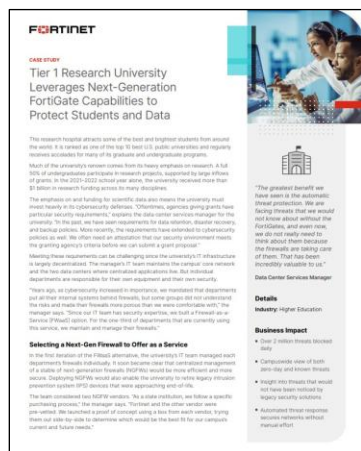 FORTINET
CASE STUDY
Tier 1 Research University
Leverages Next-Generation
FortiGate Capabilities to
Protect Students and Data
This research hospital attracts some of the best and brightest students from around
the world. It is ranked as one of the top 10 best U.S. public universities and regularly
receives accolades for many of its graduate and undergraduate programs.
Much of the university's renown comes from its heavy emphasis on research. A full
50% of undergraduates participate in research projects, supported by large inflows
of grants. In the 2021-2022 school year alone, the university received more than
$1 billion in research funding across its many disciplines.
The emphasis on and funding for scientific data also means the university must
invest heavily in its cybersecurity defenses. "Oftentimes, agencies giving grants have
particular security requirements," explains the data center services manager for the
university. "In the past, we have seen requirements for data retention, disaster recovery,
and backup policies. More recently, the requirements have extended to cybersecurity
policies as well. We often need an attestation that our security environment meets
the granting agency's criteria before we can submit a grant proposal."
Meeting these requirements can be challenging since the university's IT infrastructure
is largely decentralized. The manager's IT team maintains the campus' core network
and the two data centers where centralized applications live. But individual
departments are responsible for their own equipment and their own security.
"Years ago, as cybersecurity increased in importance, we mandated that departments
put all their internal systems behind firewalls, but some groups did not understand
the risks and made their firewalls more porous than we were comfortable with," the
manager says. "Since our IT team has security expertise, we built a Firewall-as-a-
Service (FWaaS) option. For the one-third of departments that are currently using
this service, we maintain and manage their firewalls."
Selecting a Next-Gen Firewall to Offer as a Service
In the first iteration of the FWaaS alternative, the university's IT team managed each
department's firewalls individually. It soon became clear that centralized management
of a stable of next-generation firewalls (NGFWs) would be more efficient and more
secure. Deploying NGFWs would also enable the university to retire legacy intrusion
prevention system (IPS) devices that were approaching end-of-life.
The team considered two NGFW vendors. "As a state institution, we follow a specific
purchasing process," the manager says. "Fortinet and the other vendor were
pre-vetted. We launched a proof of concept using a box from each vendor, trying
them out side-by-side to determine which would be the best fit for our campus's
current and future needs."
"The greatest benefit we
have seen is the automatic
threat protection. We are
facing threats that we would
not know about without the
FortiGates, and even now,
we do not really need to
think about them because
the firewalls are taking care
of them. That has been
incredibly valuable to us."
Data Center Services Manager
Details
Industry: Higher Education
Business Impact
Over 2 million threats blocked
daily
Campuswide view of both
zero-day and known threats
Insight into threats that would
not have been noticed by
legacy security solutions
Automated threat response
secures networks without
manual effort